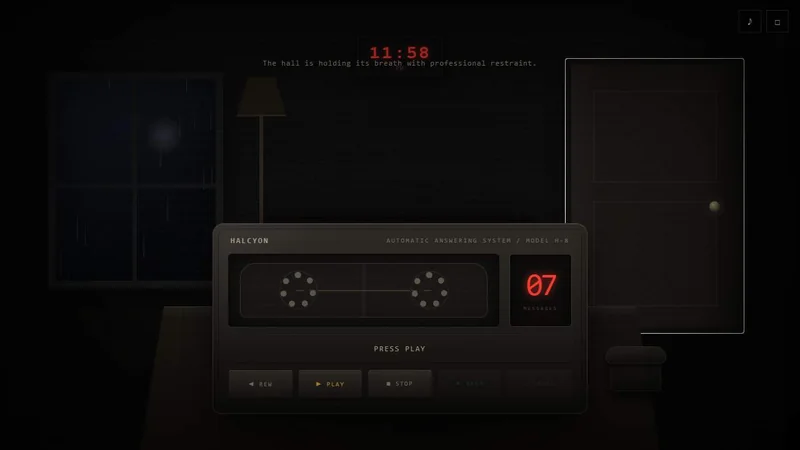 11:58
The hall is holding its breath with professional restraint.
HALCYON
AUTOMATIC ANSWERING SYSTEM / MODEL H-8
07
MESSAGES
PRESS PLAY
◀ REW
▶ PLAY
■ STOP